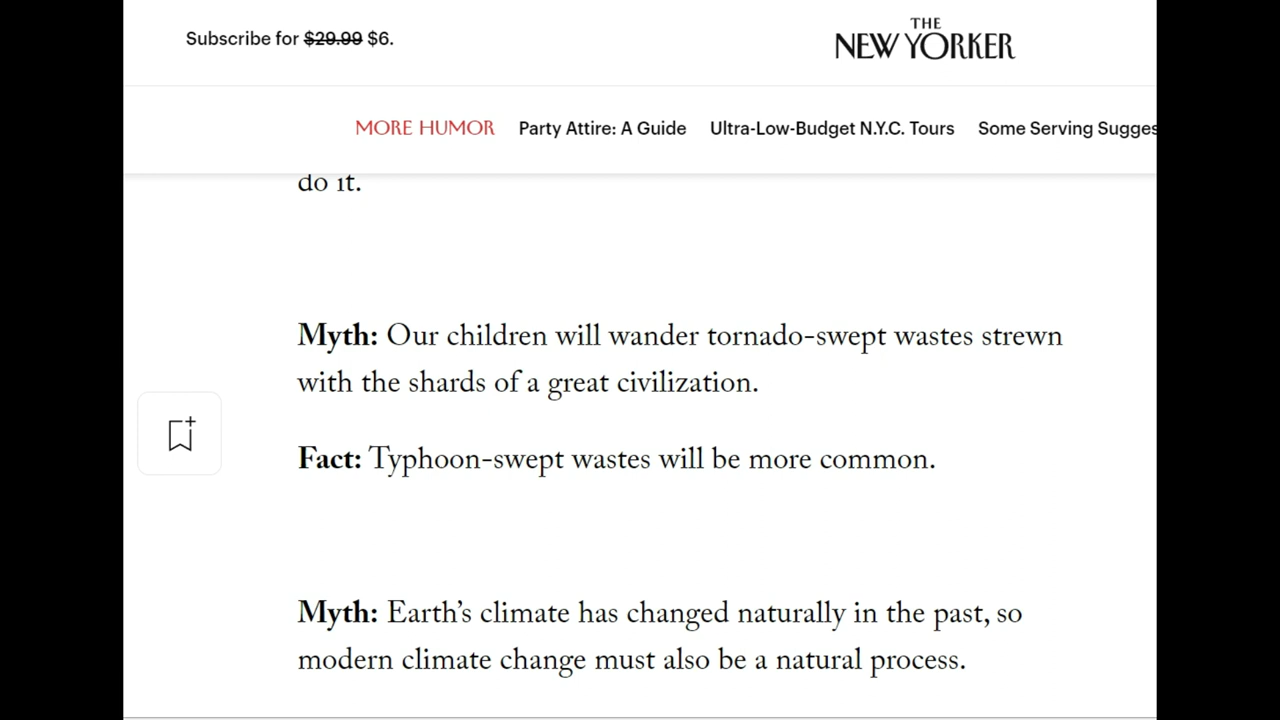 Subscribe for $29.99 $6.
THE
NEW YORKER
MORE HUMOR Party Attire: A Guide Ultra-Low-Budget N.Y.C. Tours Some Serving Sugges
do it.
Myth: Our children will wander tornado-swept wastes strewn
with the shards of a great civilization.
Fact: Typhoon-swept wastes will be more common.
Myth: Earth’s climate has changed naturally in the past, so
modern climate change must also be a natural process.